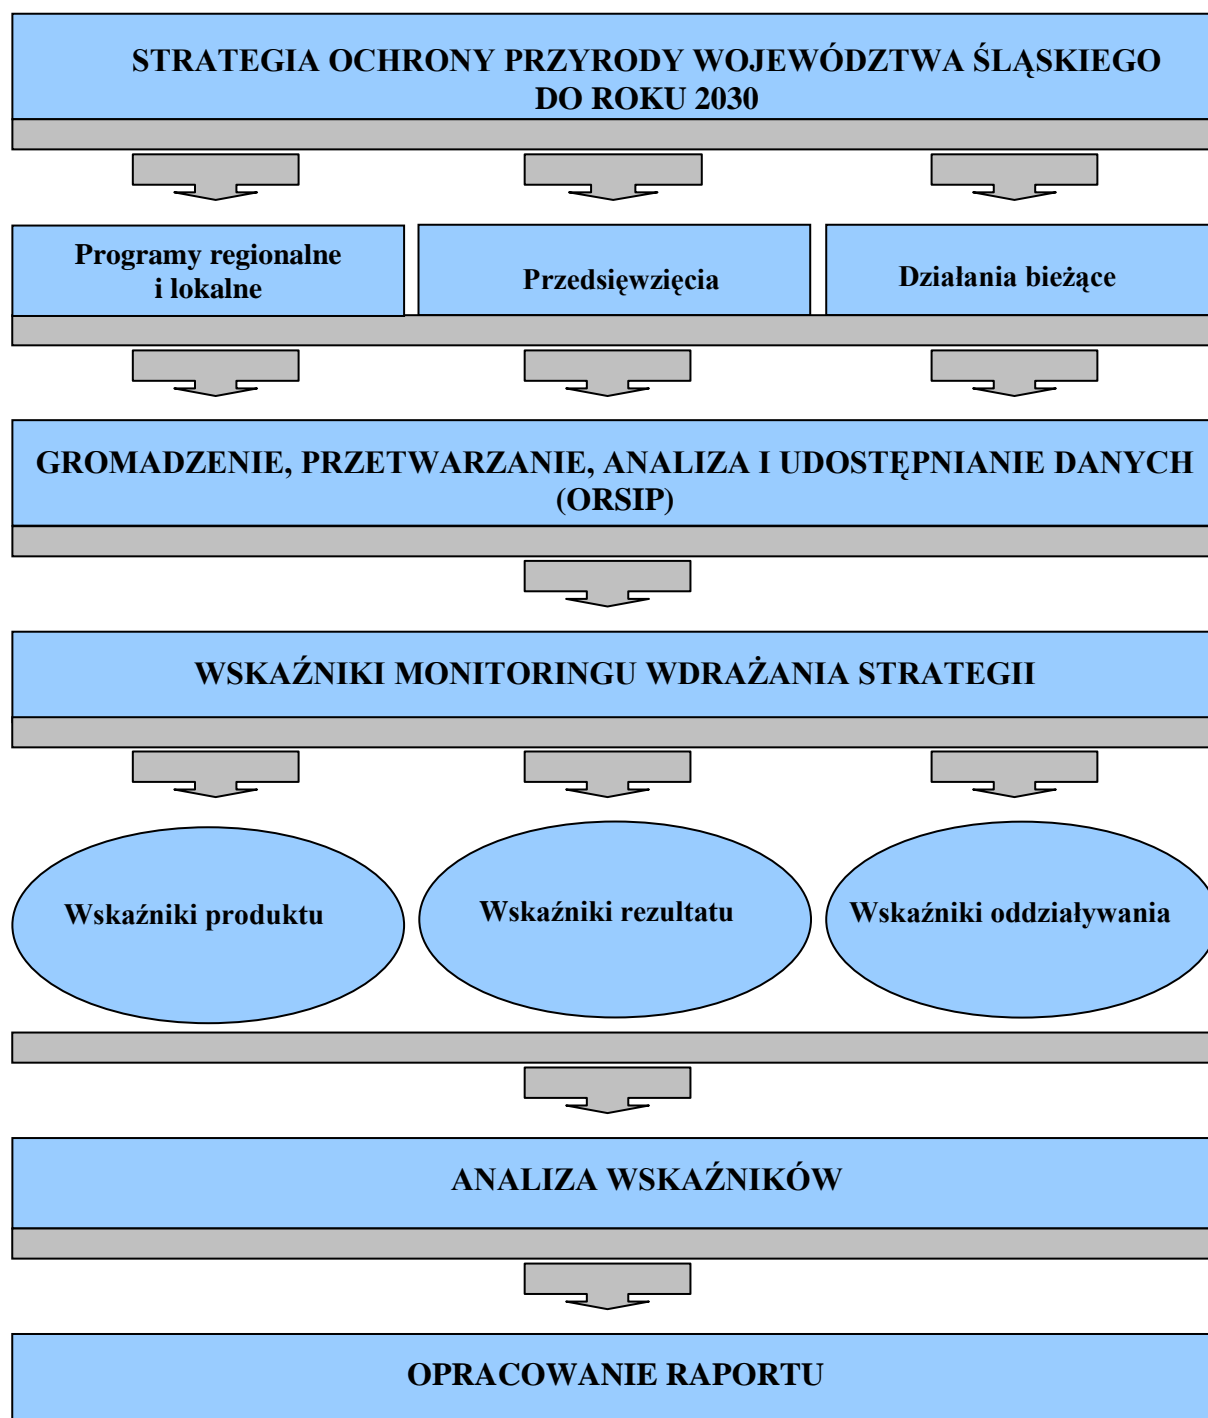 STRATEGIA OCHRONY PRZYRODY WOJEWÓDZTWA ŚLĄSKIEGO
DO ROKU 2030
Programy regionalne
i lokalne
Przedsięwzięcia
Działania bieżące
GROMADZENIE, PRZETWARZANIE, ANALIZA I UDOSTĘPNIANIE DANYCH
(ORSIP)
WSKAŹNIKI MONITORINGU WDRAŻANIA STRATEGII
Wskaźniki produktu
Wskaźniki rezultatu
Wskaźniki oddziaływania
ANALIZA WSKAŹNIKÓW
OPRACOWANIE RAPORTU